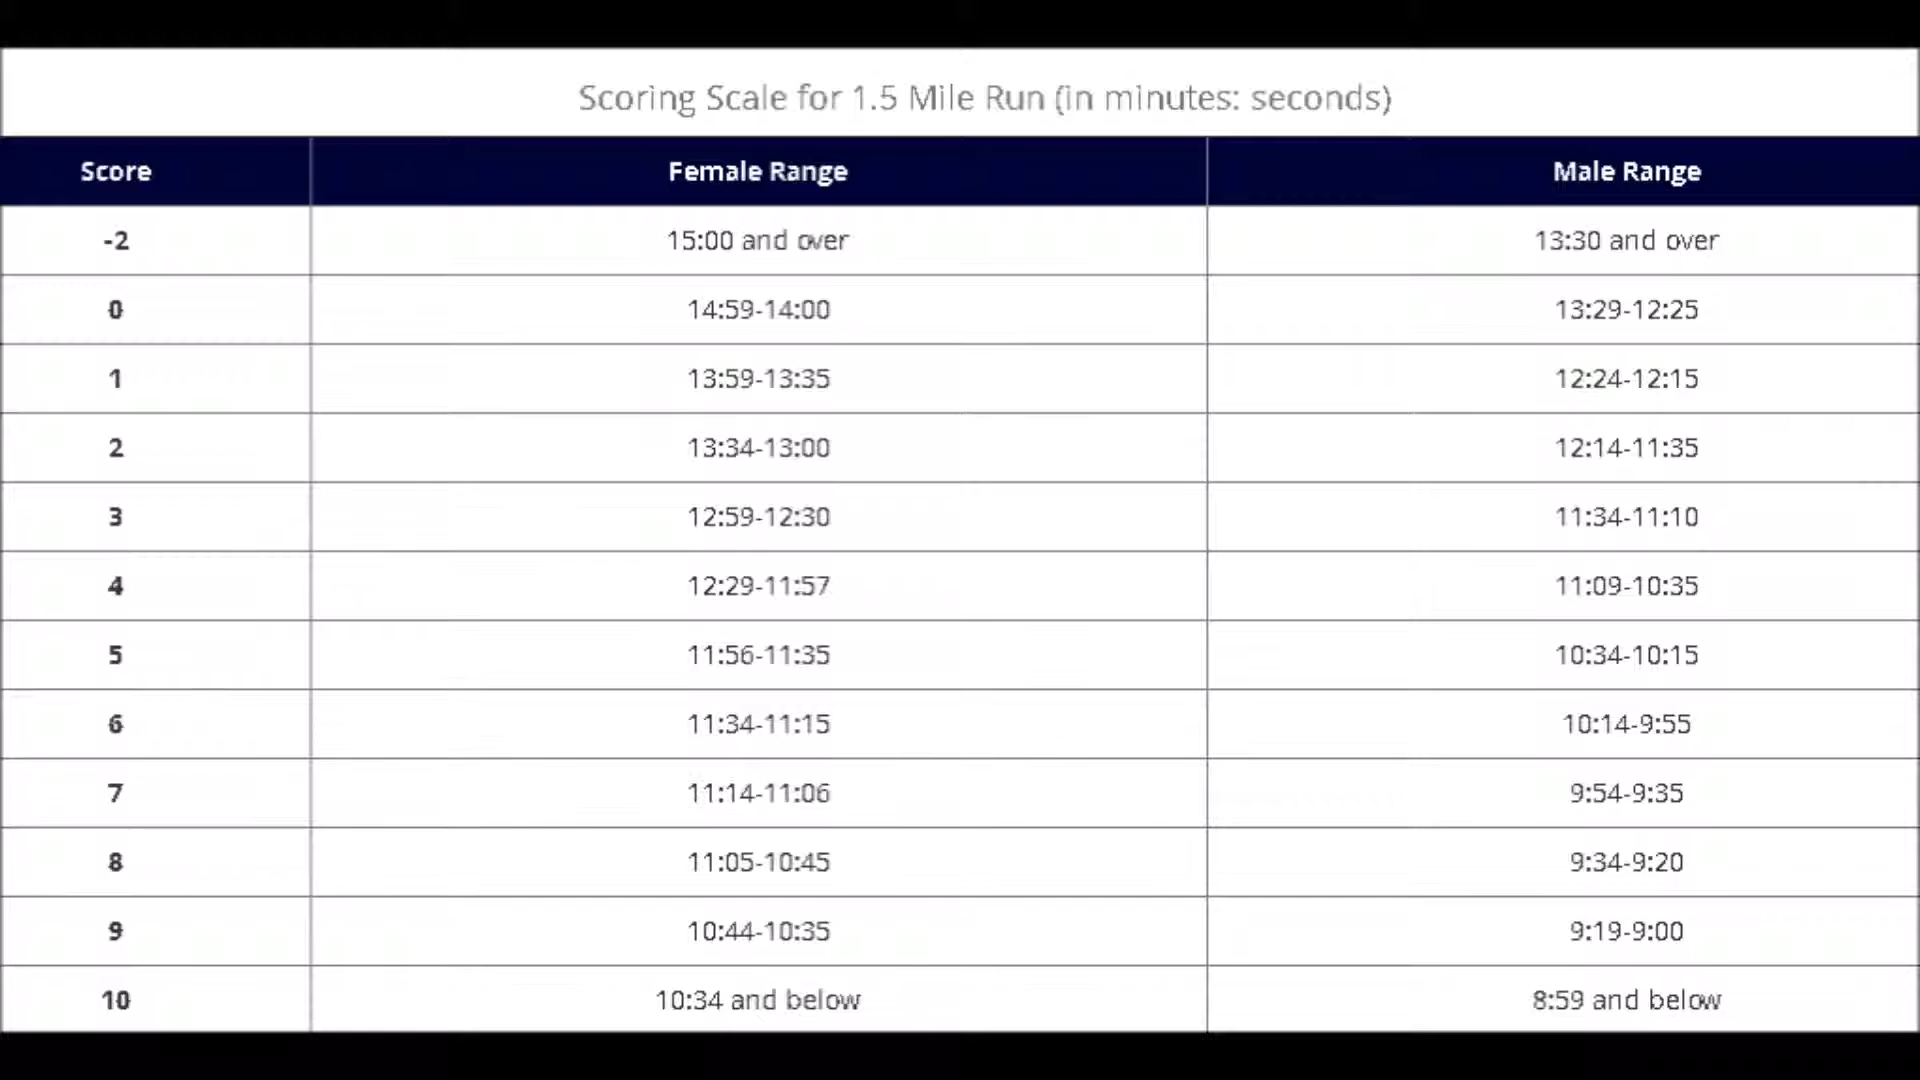 Scoring Scale for 1.5 Mile Run (in minutes: seconds)
Score Female Range Male Range
-2 15:00 and over 13:30 and over
0 14:59-14:00 13:29-12:25
1 13:59-13:35 12:24-12:15
2 13:34-13:00 12:14-11:35
3 12:59-12:30 11:34-11:10
4 12:29-11:57 11:09-10:35
5 11:56-11:35 10:34-10:15
6 11:34-11:15 10:14-9:55
7 11:14-11:06 9:54-9:35
8 11:05-10:45 9:34-9:20
9 10:44-10:35 9:19-9:00
10 10:34 and below 8:59 and below